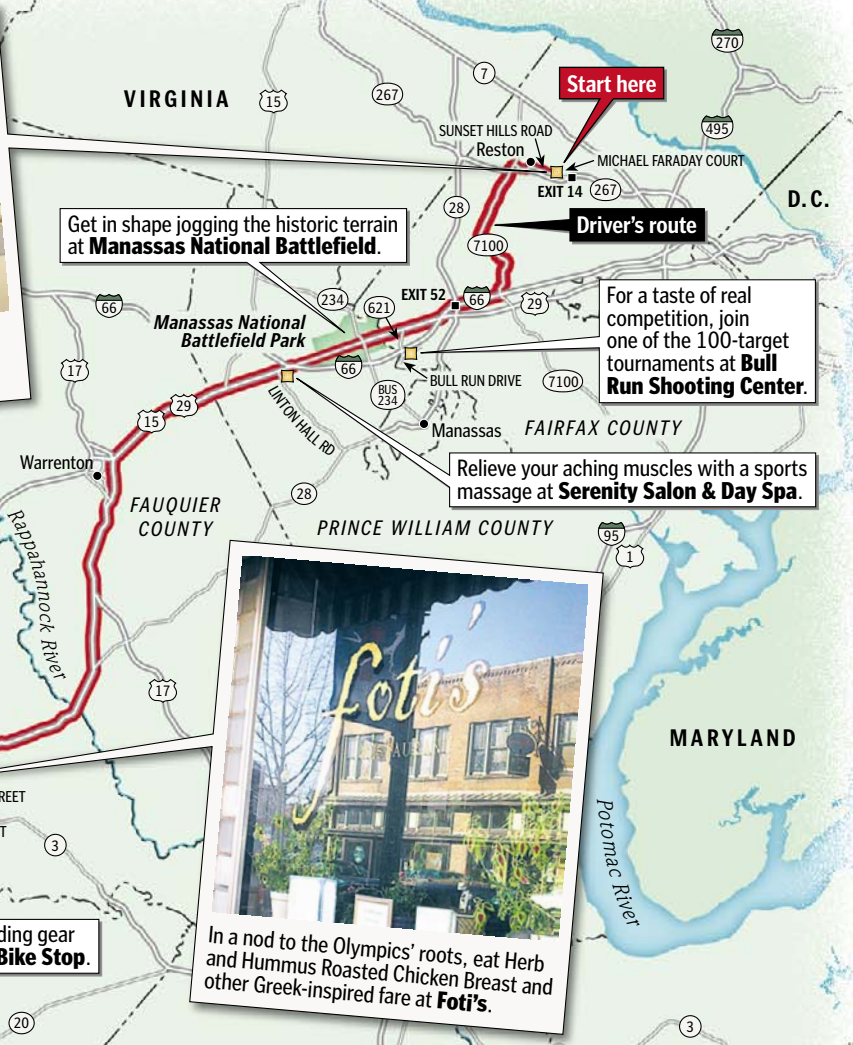 270
7
Start here
VIRGINIA
15
267
495
SUNSET HILLS ROAD
Reston
MICHAEL FARADAY COURT
EXIT 14
267
D.C.
28
Get in shape jogging the historic terrain
at Manassas National Battlefield.
Driver's route
7100
66
234
621
EXIT 52
66
29
For a taste of real
competition, join
one of the 100-target
tournaments at Bull
Run Shooting Center.
Manassas National
Battlefield Park
17
66
BULL RUN DRIVE
7100
BUS
234
15
29
LINTON HALL RD
Manassas
FAIRFAX COUNTY
Warrenton
Relieve your aching muscles with a sports
massage at Serenity Salon & Day Spa.
28
FAUQUIER
COUNTY
PRINCE WILLIAM COUNTY
95
1
Rappahannock River
foti's
RESTAURANT
17
MARYLAND
REET
T
3
Potomac River
ding gear
Bike Stop.
In a nod to the Olympics' roots, eat Herb
and Hummus Roasted Chicken Breast and
other Greek-inspired fare at Foti's.
20
3